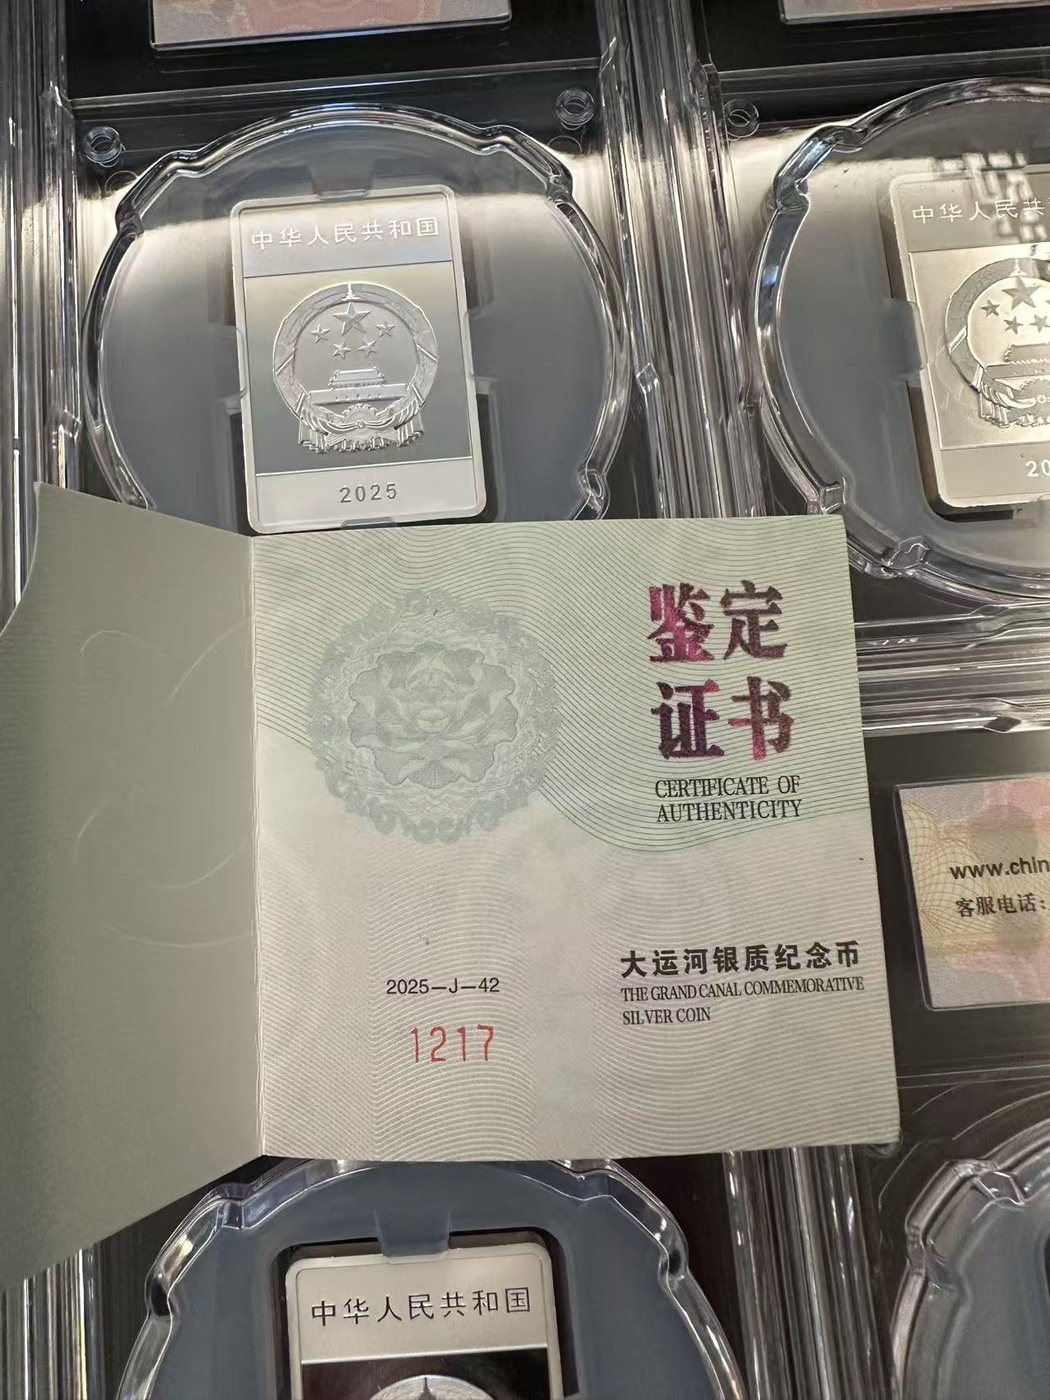 中华人民共和国
2025
中华人民共
20
鉴定
证书
CERTIFICATE OF
AUTHENTICITY
www.chin
客服电话:
大运河银质纪念币
THE GRAND CANAL COMMEMORATIVE
SILVER COIN
2025-J-42
1217
中华人民共和国